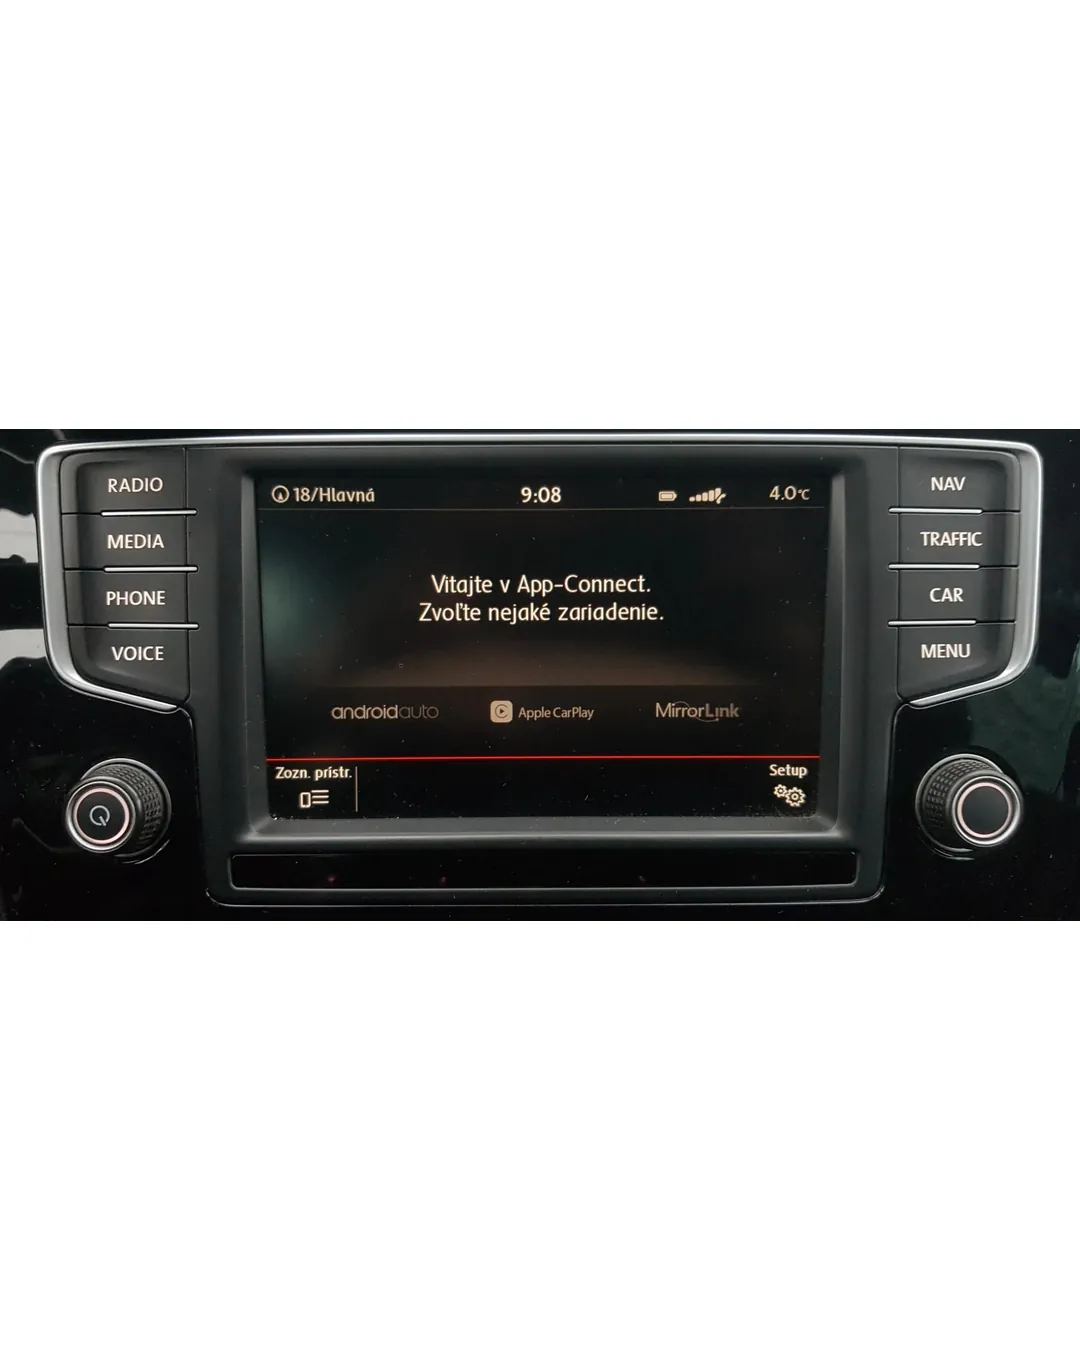 RADIO
MEDIA
PHONE
VOICE
18/Hlavná
9:08
4.0°C
Vitajte v App-Connect.
Zvoľte nejaké zariadenie.
androidauto
Apple CarPlay
MirrorLink
Zozn. prístr.
Setup
NAV
TRAFFIC
CAR
MENU